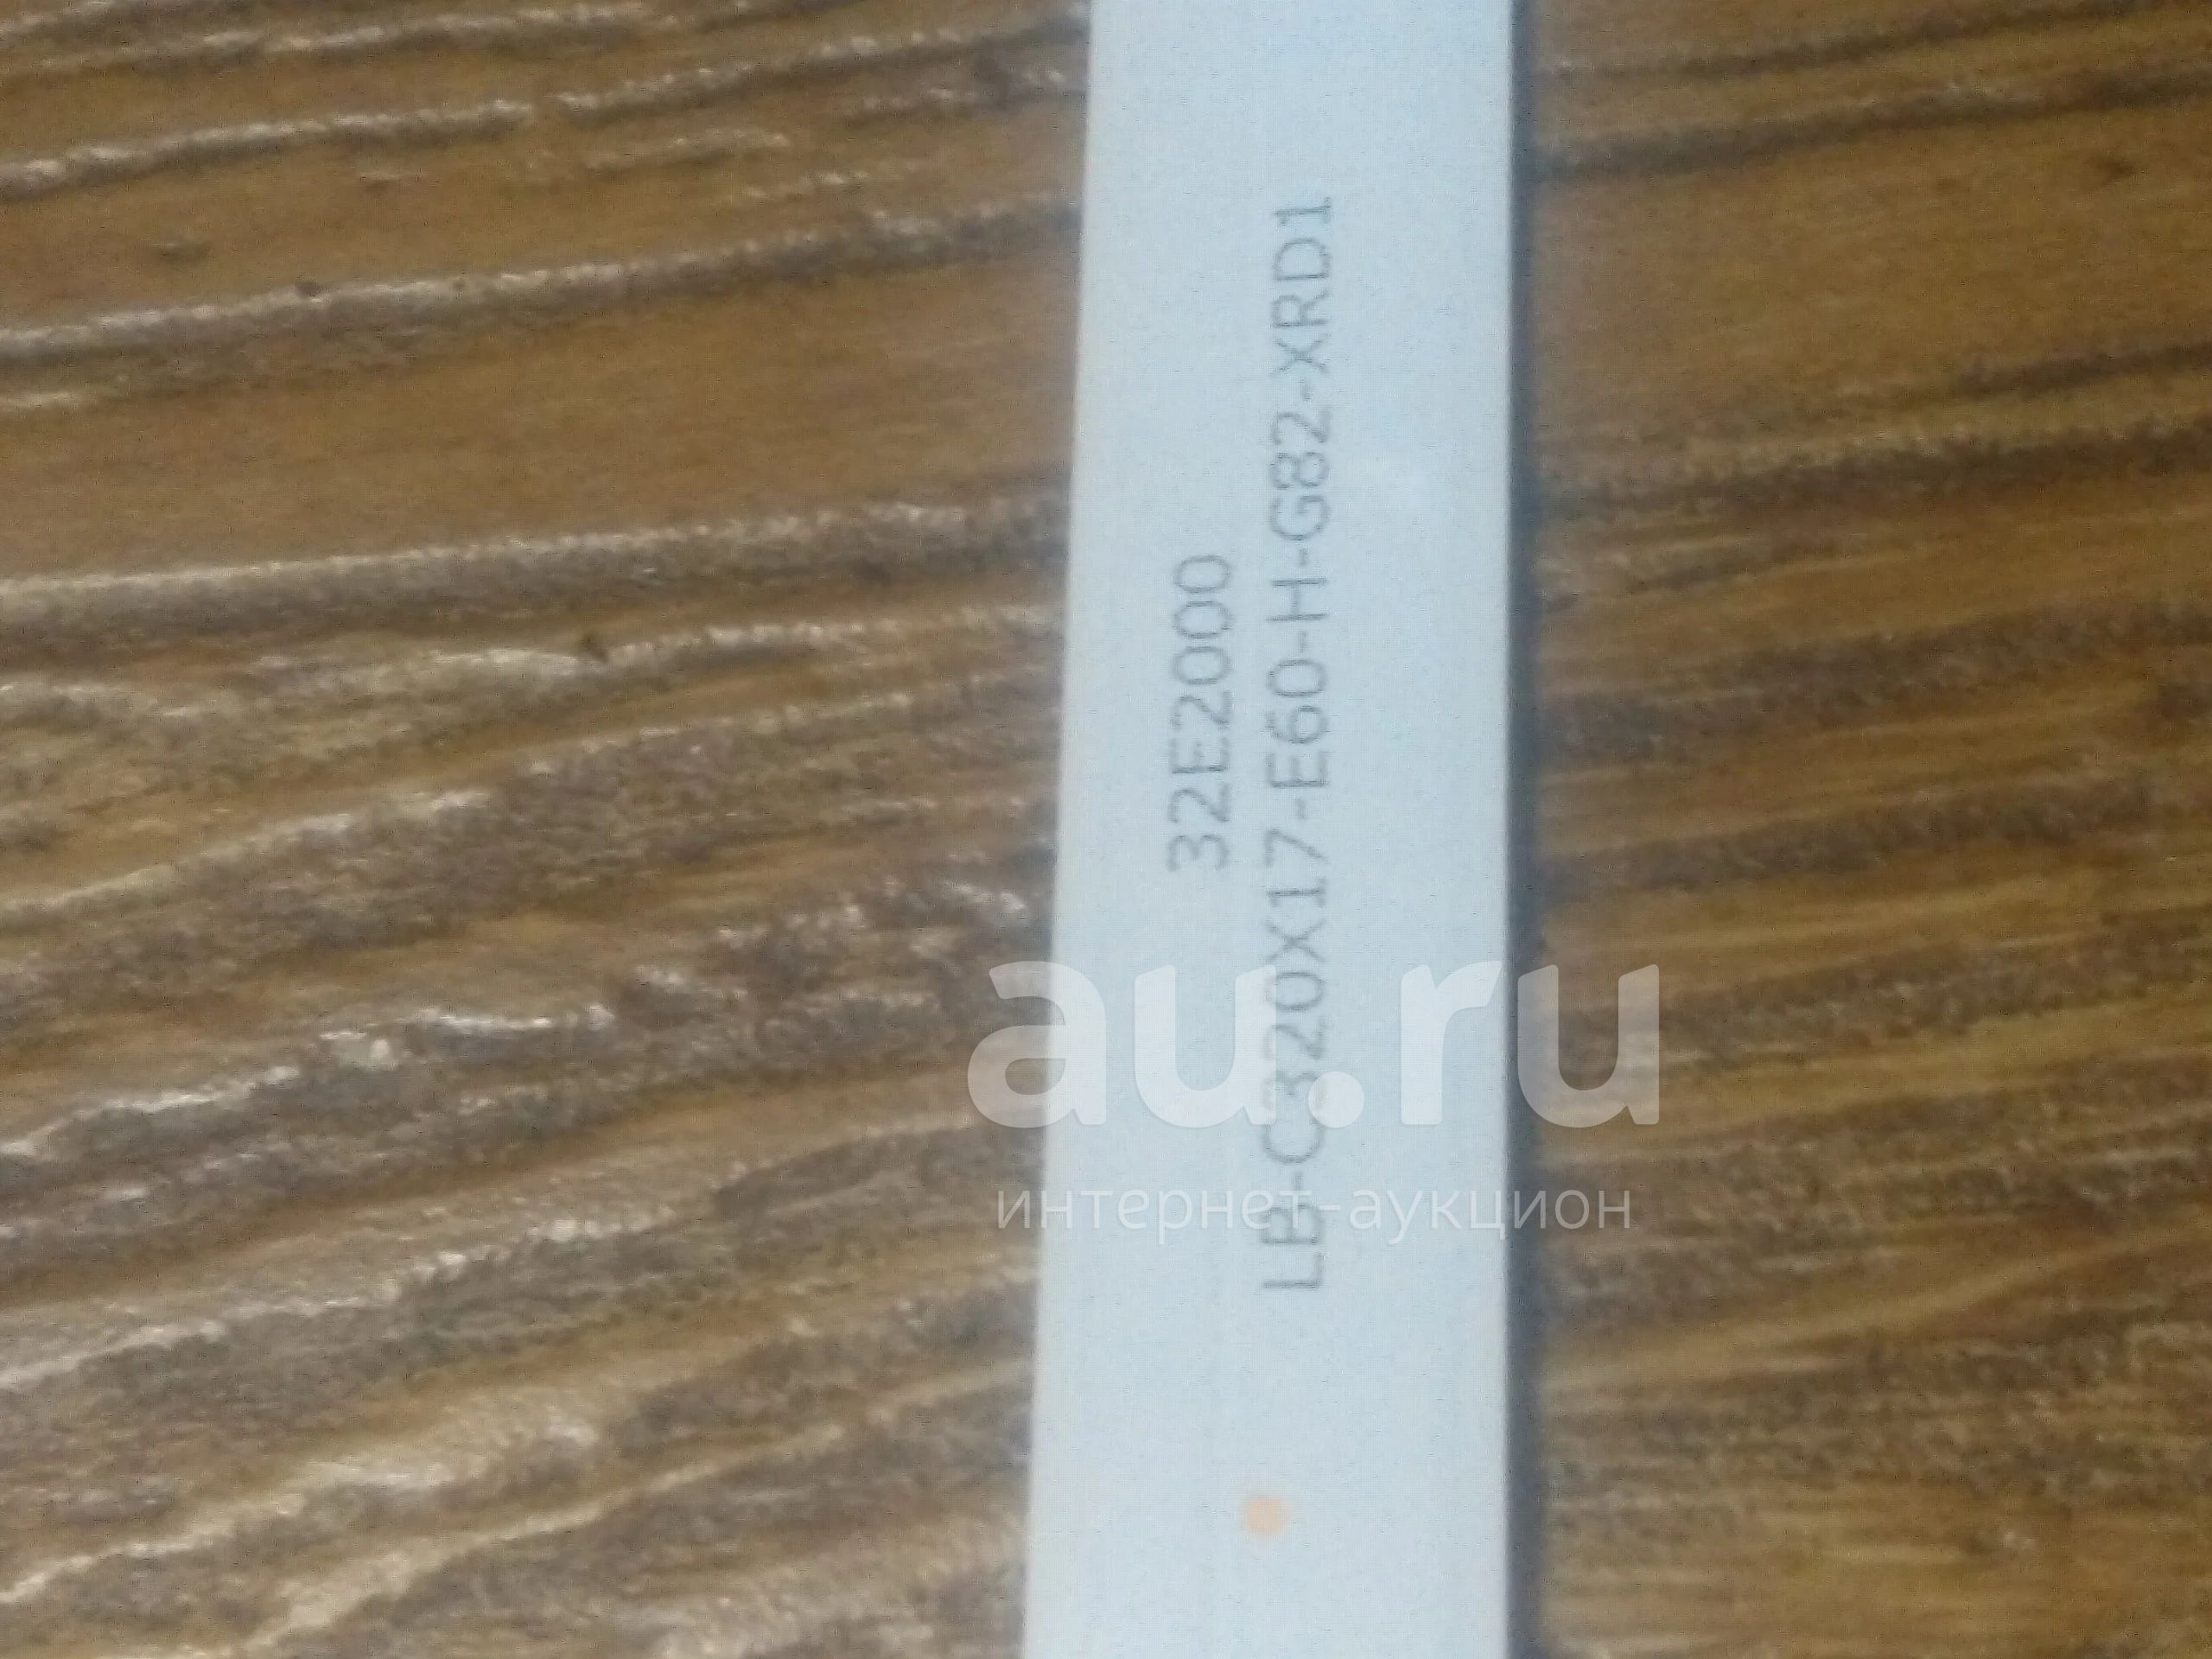 32E2000
LB-C320X17-E60-H-G82-XRD1
au.ru
интернет-аукцион